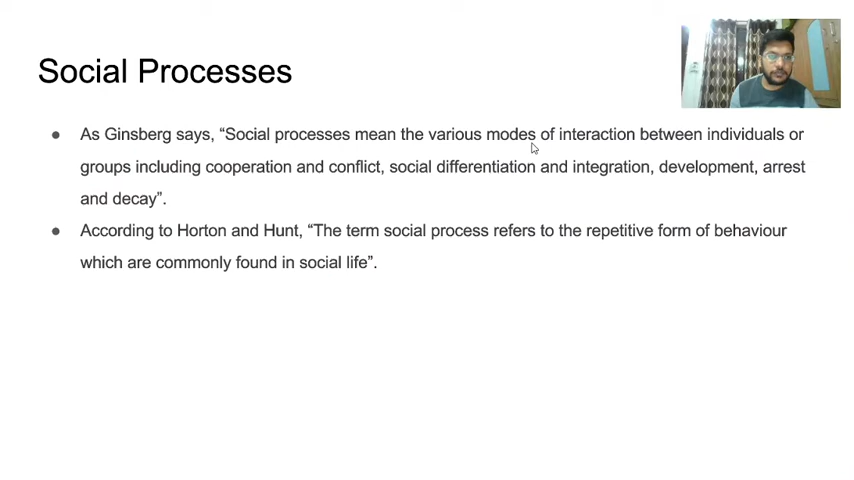 Social Processes
● As Ginsberg says, “Social processes mean the various modes of interaction between individuals or
groups including cooperation and conflict, social differentiation and integration, development, arrest
and decay”.
● According to Horton and Hunt, “The term social process refers to the repetitive form of behaviour
which are commonly found in social life”.